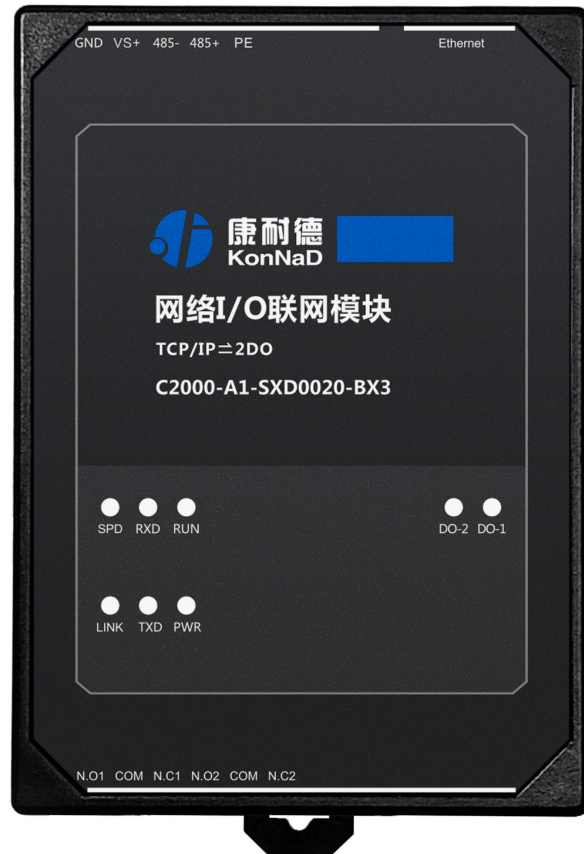 GND VS+ 485- 485+ PE Ethernet
康耐德
KonNaD
网络I/O联网模块
TCP/IP⇌2DO
C2000-A1-SXD0020-BX3
SPD RXD RUN DO-2 DO-1
LINK TXD PWR
N.O1 COM N.C1 N.O2 COM N.C2